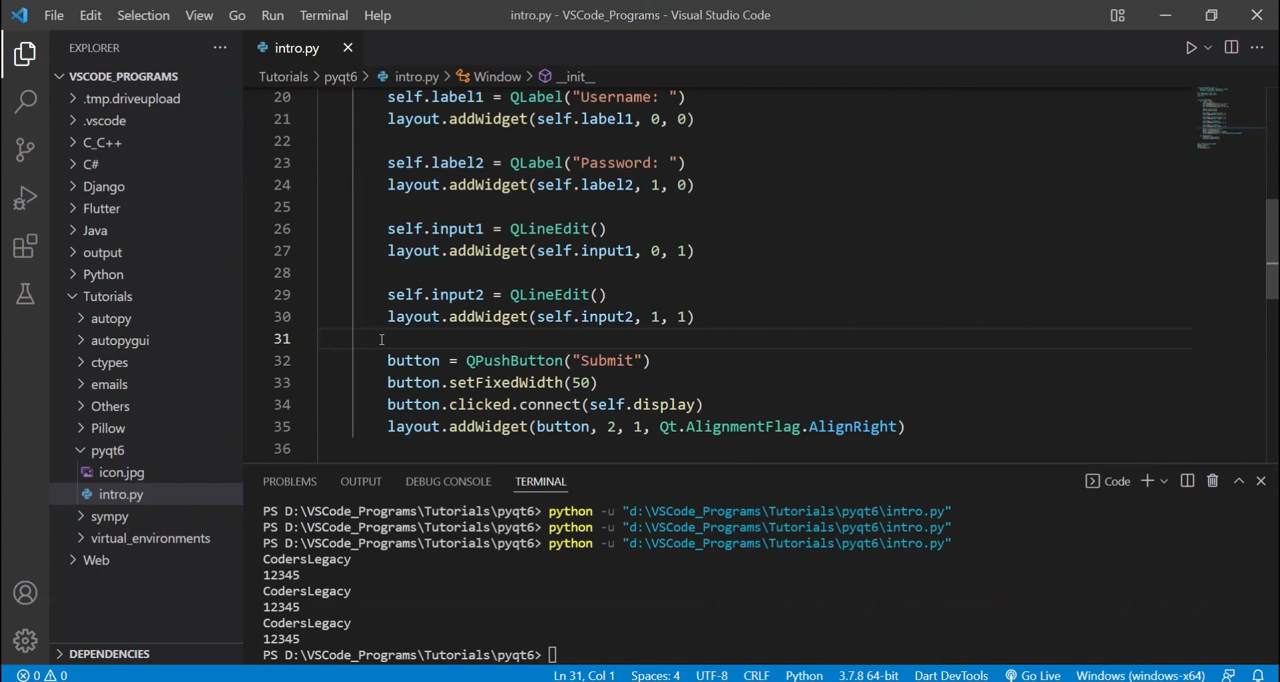 File Edit Selection View Go Run Terminal Help intro.py - VSCode_Programs - Visual Studio Code
EXPLORER ···
VSCODE_PROGRAMS
.tmp.driveupload
.vscode
C_C++
C#
Django
Flutter
Java
output
Python
Tutorials
autopy
autopygui
ctypes
emails
Others
Pillow
pyqt6
icon.jpg
intro.py
sympy
virtual_environments
Web
DEPENDENCIES
intro.py
Tutorials > pyqt6 > intro.py > Window > __init__
20 self.label1 = QLabel("Username: ")
21 layout.addWidget(self.label1, 0, 0)
22
23 self.label2 = QLabel("Password: ")
24 layout.addWidget(self.label2, 1, 0)
25
26 self.input1 = QLineEdit()
27 layout.addWidget(self.input1, 0, 1)
28
29 self.input2 = QLineEdit()
30 layout.addWidget(self.input2, 1, 1)
31
32 button = QPushButton("Submit")
33 button.setFixedWidth(50)
34 button.clicked.connect(self.display)
35 layout.addWidget(button, 2, 1, Qt.AlignmentFlag.AlignRight)
36
PROBLEMS OUTPUT DEBUG CONSOLE TERMINAL Code
PS D:\VSCode_Programs\Tutorials\pyqt6> python -u "d:\VSCode_Programs\Tutorials\pyqt6\intro.py"
PS D:\VSCode_Programs\Tutorials\pyqt6> python -u "d:\VSCode_Programs\Tutorials\pyqt6\intro.py"
PS D:\VSCode_Programs\Tutorials\pyqt6> python -u "d:\VSCode_Programs\Tutorials\pyqt6\intro.py"
CodersLegacy
12345
CodersLegacy
12345
CodersLegacy
12345
PS D:\VSCode_Programs\Tutorials\pyqt6>
0 0 Ln 31, Col 1 Spaces: 4 UTF-8 CRLF Python 3.7.8 64-bit Dart DevTools Go Live Windows (windows-x64)